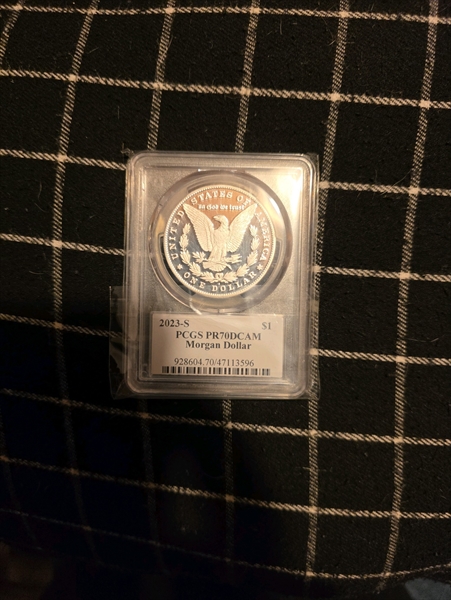 UNITED STATES OF AMERICA
In God We Trust
* ONE DOLLAR *
2023-S $1
PCGS PR70DCAM
Morgan Dollar
928604.70/47113596